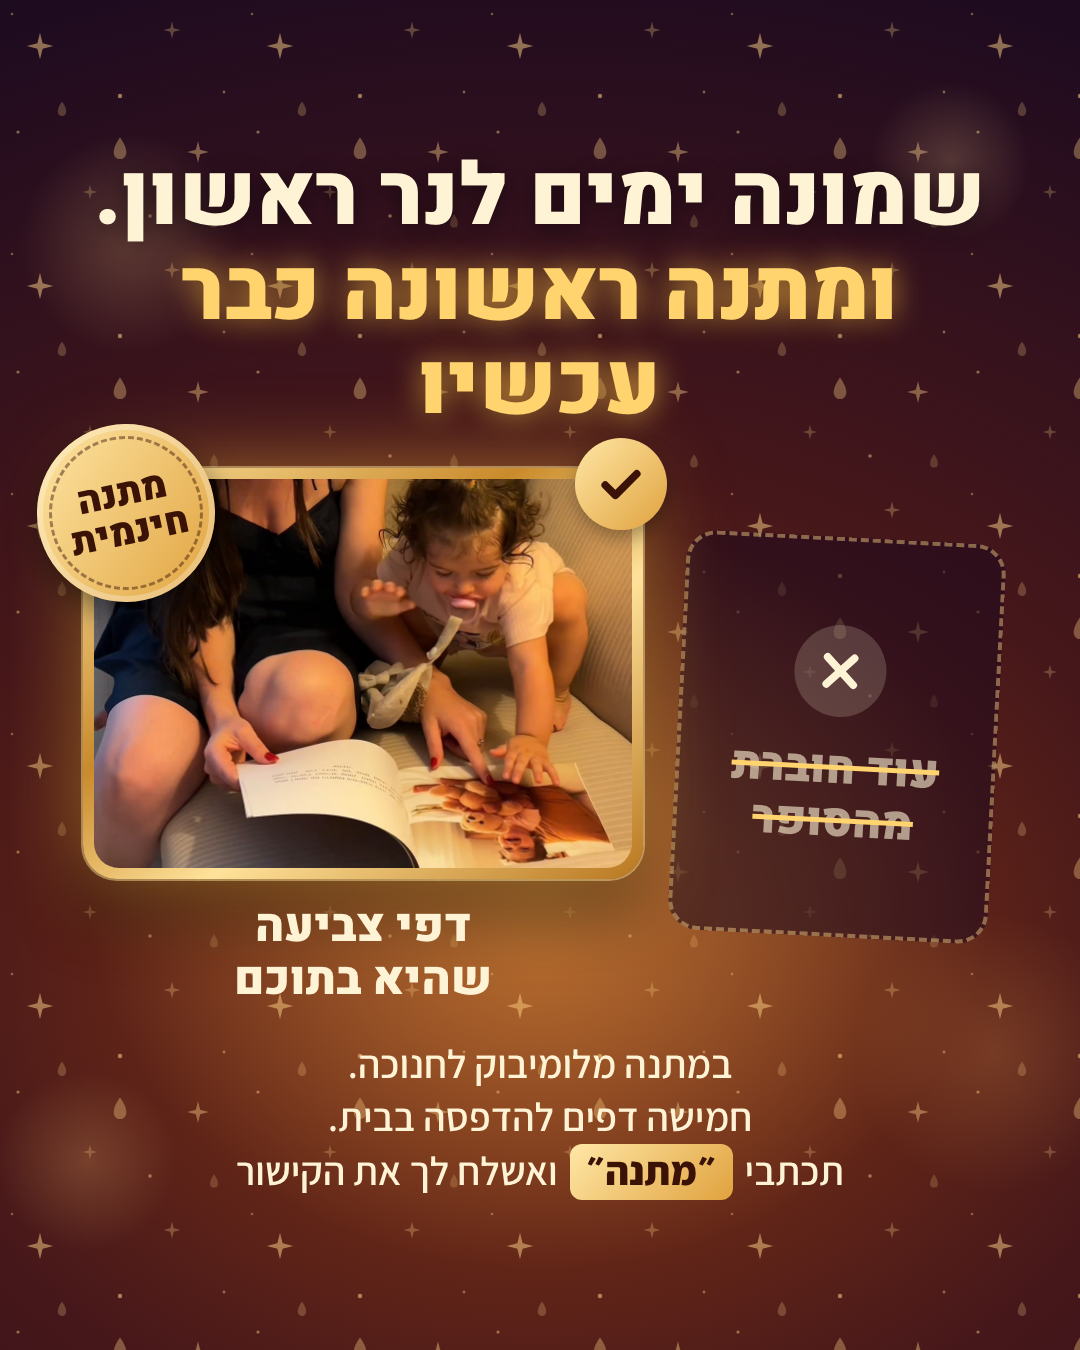 שמונה ימים לנר ראשון.
ומתנה ראשונה כבר
עכשיו
מתנה
חינמית
עוד חוברת
מהסופר
דפי צביעה
שהיא בתוכם
במתנה מלומיבוק לחנוכה.
חמישה דפים להדפסה בבית.
תכתבי ״מתנה״ ואשלח לך את הקישור